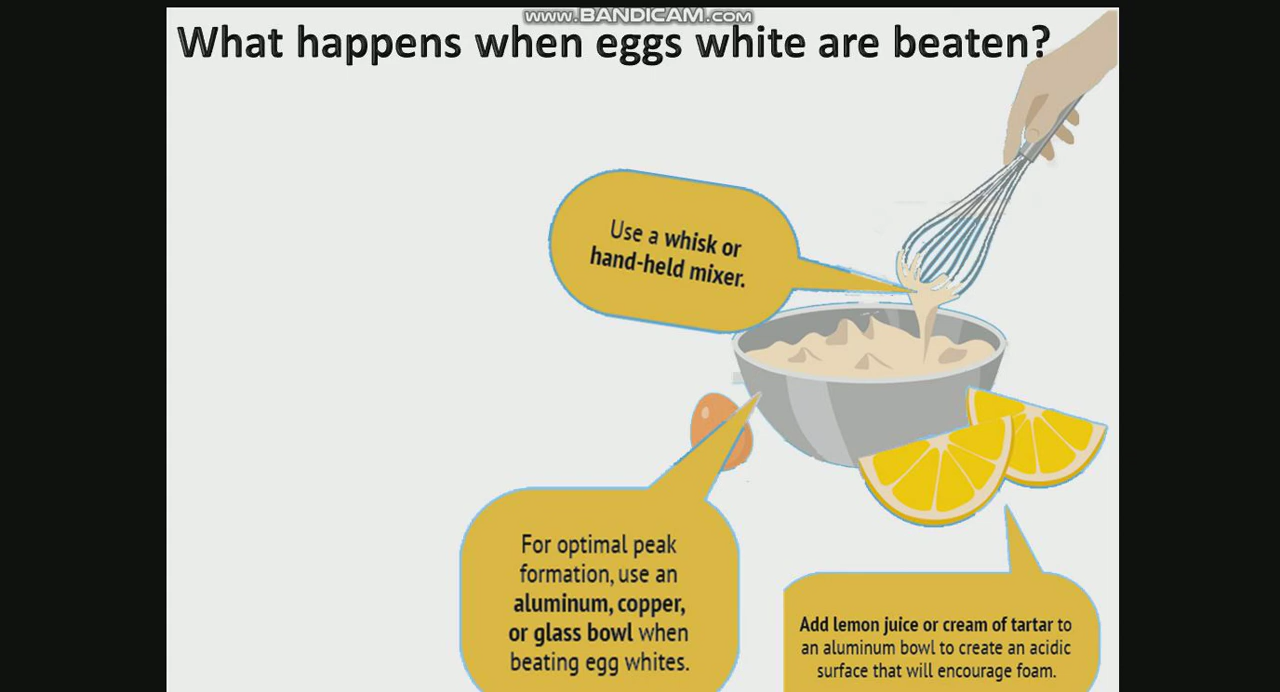 www.BANDICAM.com
What happens when eggs white are beaten?
Use a whisk or
hand-held mixer.
For optimal peak
formation, use an
aluminum, copper,
or glass bowl when
beating egg whites.
Add lemon juice or cream of tartar to
an aluminum bowl to create an acidic
surface that will encourage foam.